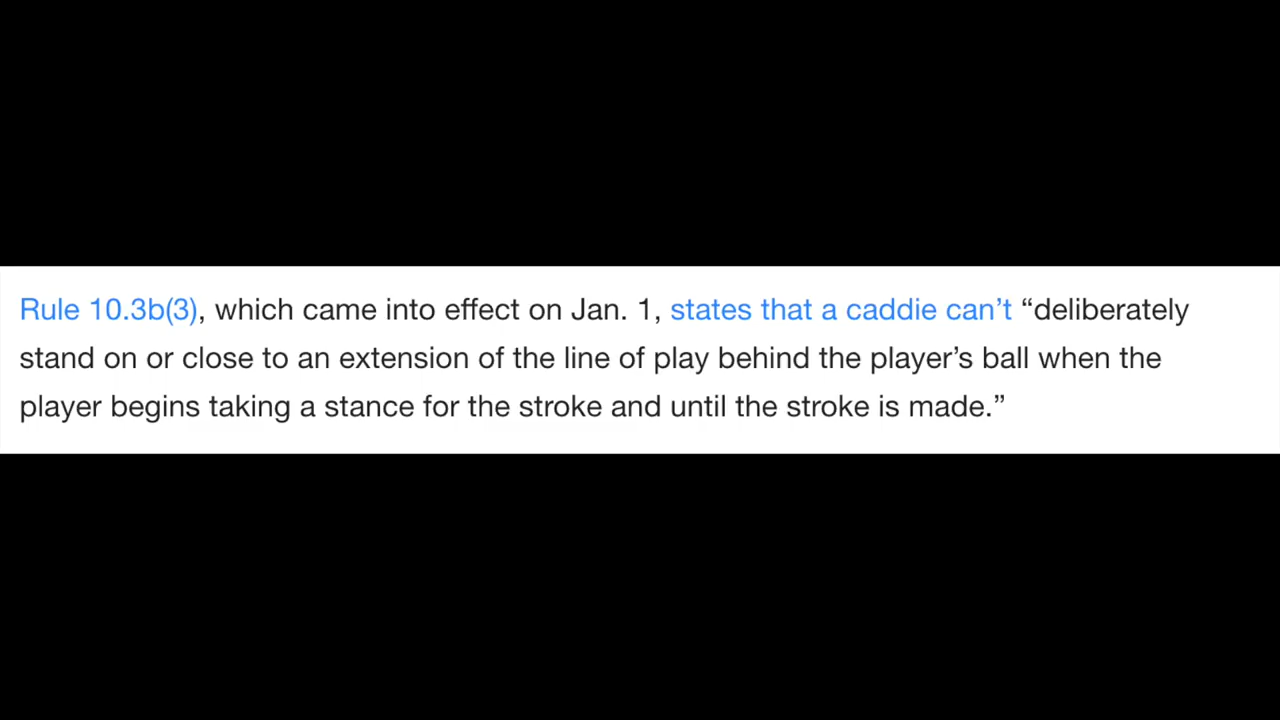 Rule 10.3b(3), which came into effect on Jan. 1, states that a caddie can’t “deliberately
stand on or close to an extension of the line of play behind the player’s ball when the
player begins taking a stance for the stroke and until the stroke is made.”